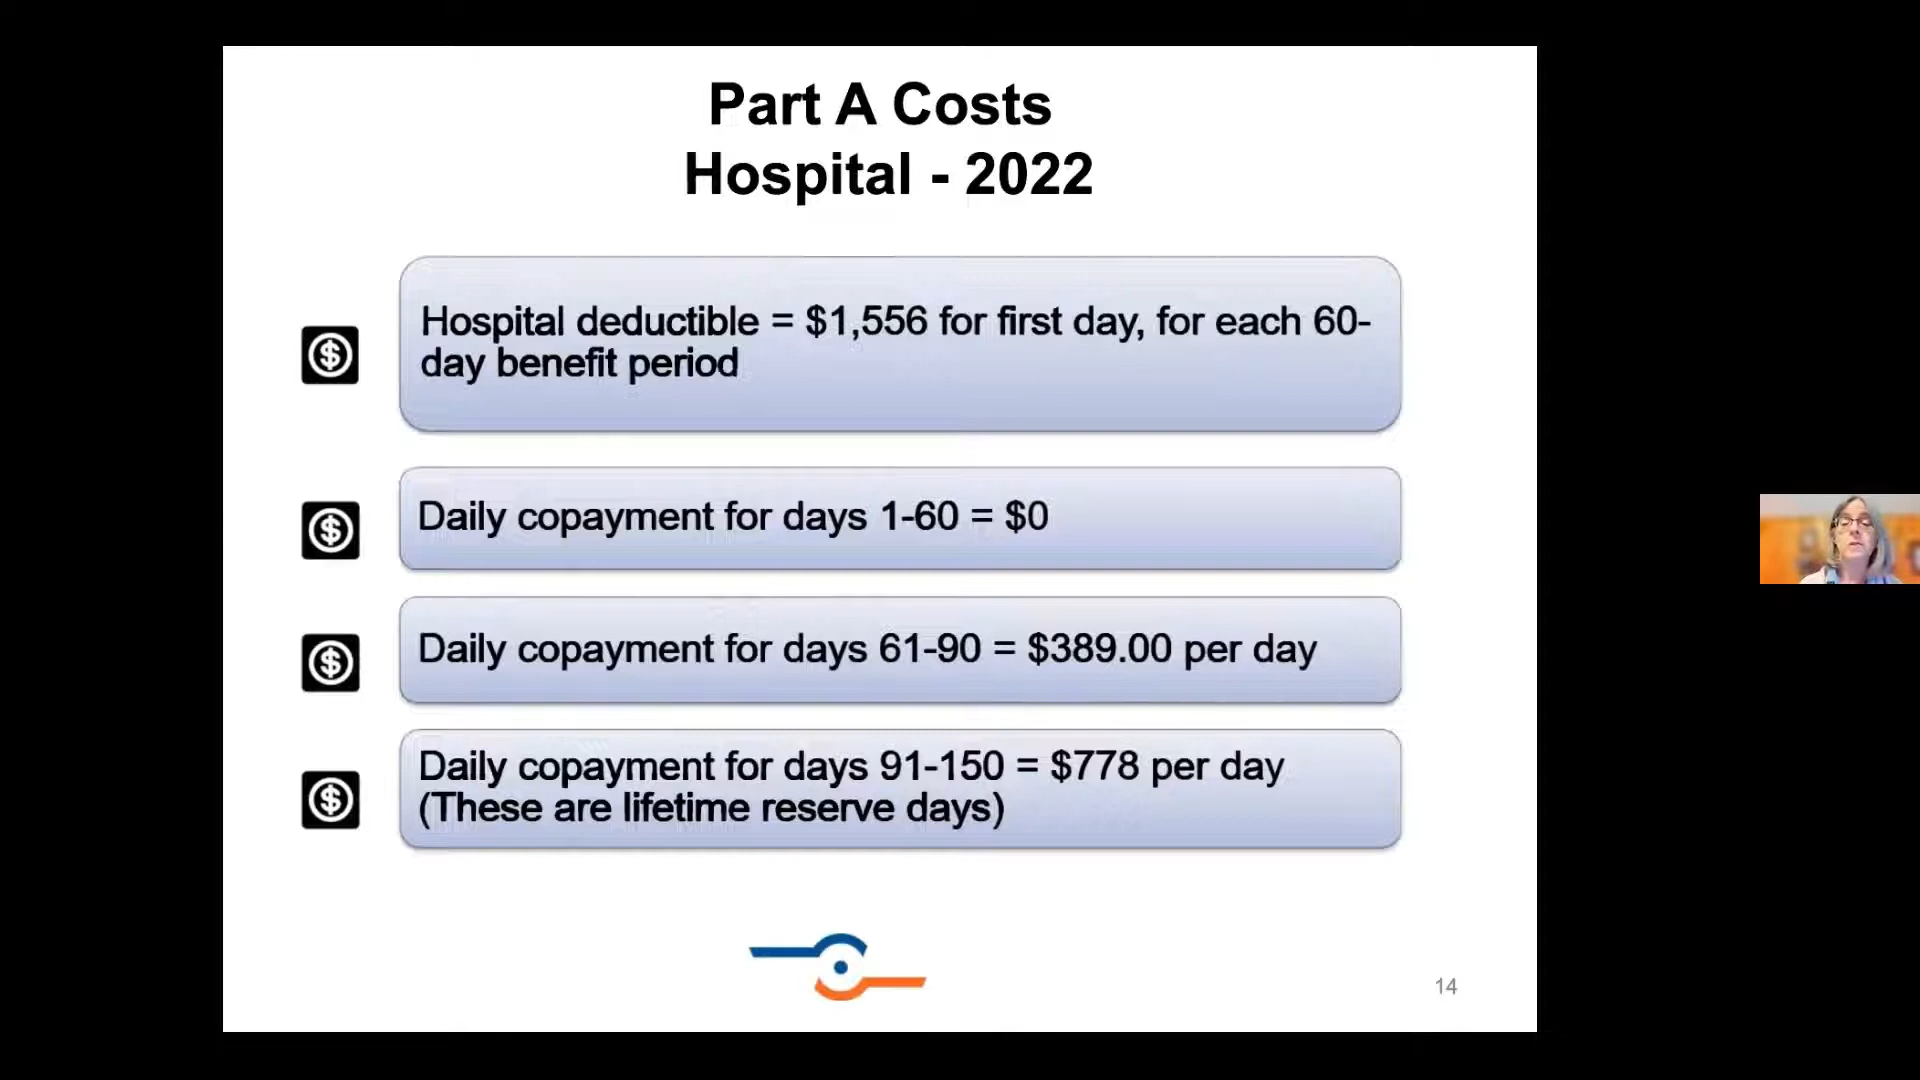 Part A Costs
Hospital - 2022
Hospital deductible = $1,556 for first day, for each 60-
day benefit period
Daily copayment for days 1-60 = $0
Daily copayment for days 61-90 = $389.00 per day
Daily copayment for days 91-150 = $778 per day
(These are lifetime reserve days)
14